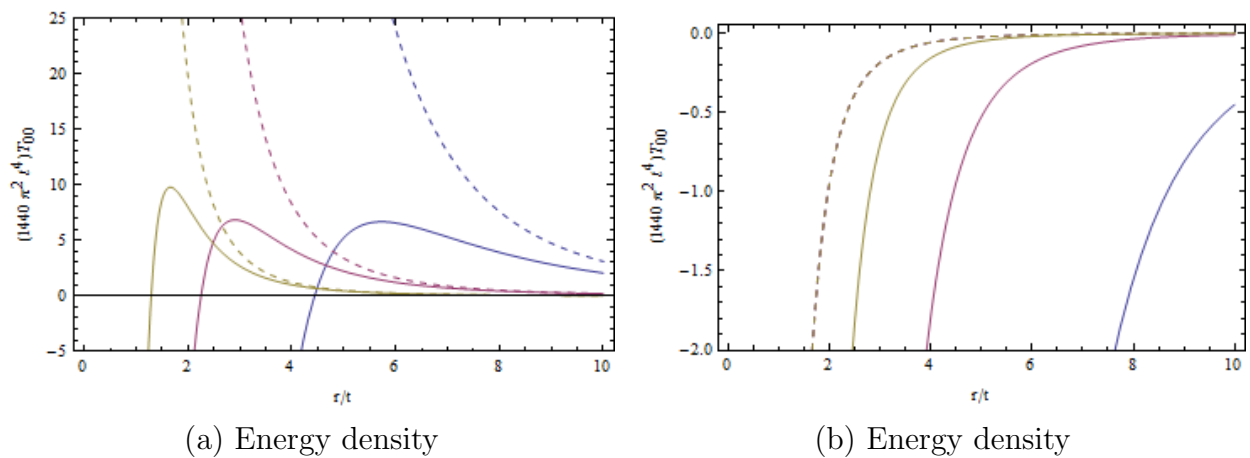 25
20
15
10
5
0
−5
(1440 π² t⁴)T₀₀
0 2 4 6 8 10
r/t
(a) Energy density
0.0
−0.5
−1.0
−1.5
−2.0
(1440 π² t⁴)T₀₀
0 2 4 6 8 10
r/t
(b) Energy density